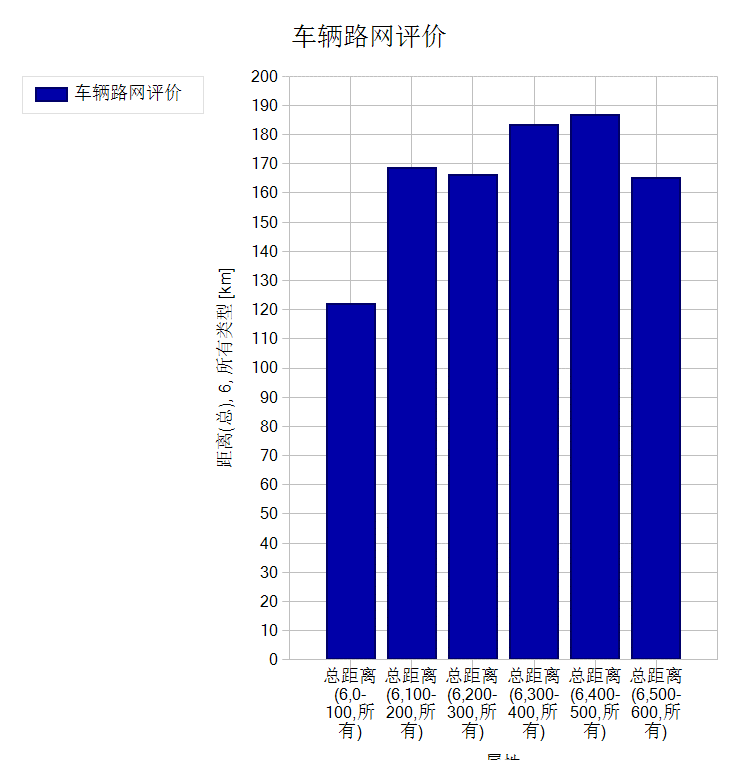 车辆路网评价
车辆路网评价
距离(总), 6, 所有类型 [km]
200
190
180
170
160
150
140
130
120
110
100
90
80
70
60
50
40
30
20
10
0
总距离
(6,0-
100,所
有)
总距离
(6,100-
200,所
有)
总距离
(6,200-
300,所
有)
总距离
(6,300-
400,所
有)
总距离
(6,400-
500,所
有)
总距离
(6,500-
600,所
有)
属性